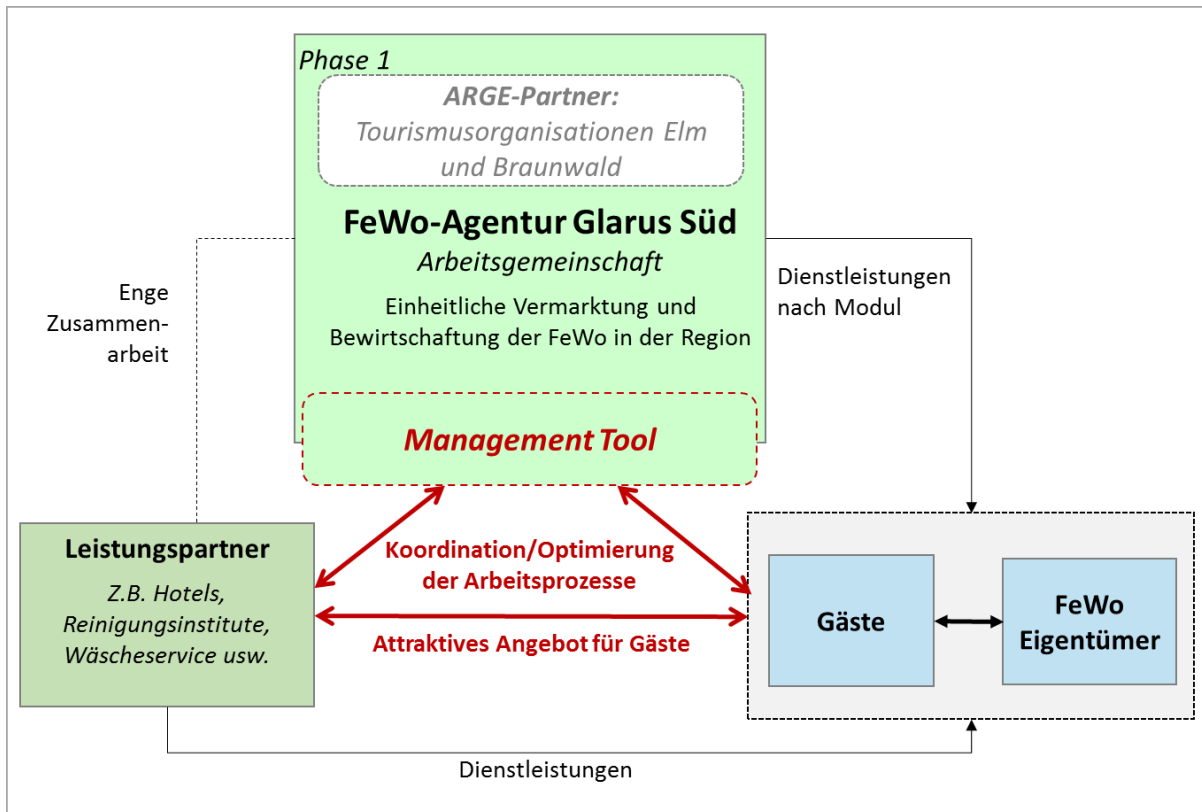 Phase 1
ARGE-Partner:
Tourismusorganisationen Elm
und Braunwald
FeWo-Agentur Glarus Süd
Arbeitsgemeinschaft
Einheitliche Vermarktung und
Bewirtschaftung der FeWo in der Region
Management Tool
Enge
Zusammen-
arbeit
Dienstleistungen
nach Modul
Leistungspartner
Z.B. Hotels,
Reinigungsinstitute,
Wäscheservice usw.
Koordination/Optimierung
der Arbeitsprozesse
Attraktives Angebot für Gäste
Gäste
FeWo
Eigentümer
Dienstleistungen